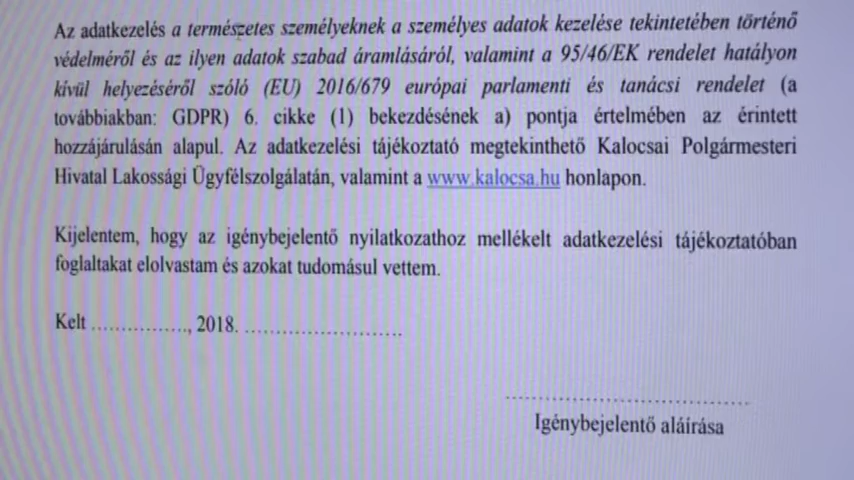 Az adatkezelés a természetes személyeknek a személyes adatok kezelése tekintetében történő
védelméről és az ilyen adatok szabad áramlásáról, valamint a 95/46/EK rendelet hatályon
kívül helyezéséről szóló (EU) 2016/679 európai parlamenti és tanácsi rendelet (a
továbbiakban: GDPR) 6. cikke (1) bekezdésének a) pontja értelmében az érintett
hozzájárulásán alapul. Az adatkezelési tájékoztató megtekinthető Kalocsai Polgármesteri
Hivatal Lakossági Ügyfélszolgálatán, valamint a www.kalocsa.hu honlapon.
Kijelentem, hogy az igénybejelentő nyilatkozathoz mellékelt adatkezelési tájékoztatóban
foglaltakat elolvastam és azokat tudomásul vettem.
Kelt ................, 2018. ..........................
........................................
Igénybejelentő aláírása